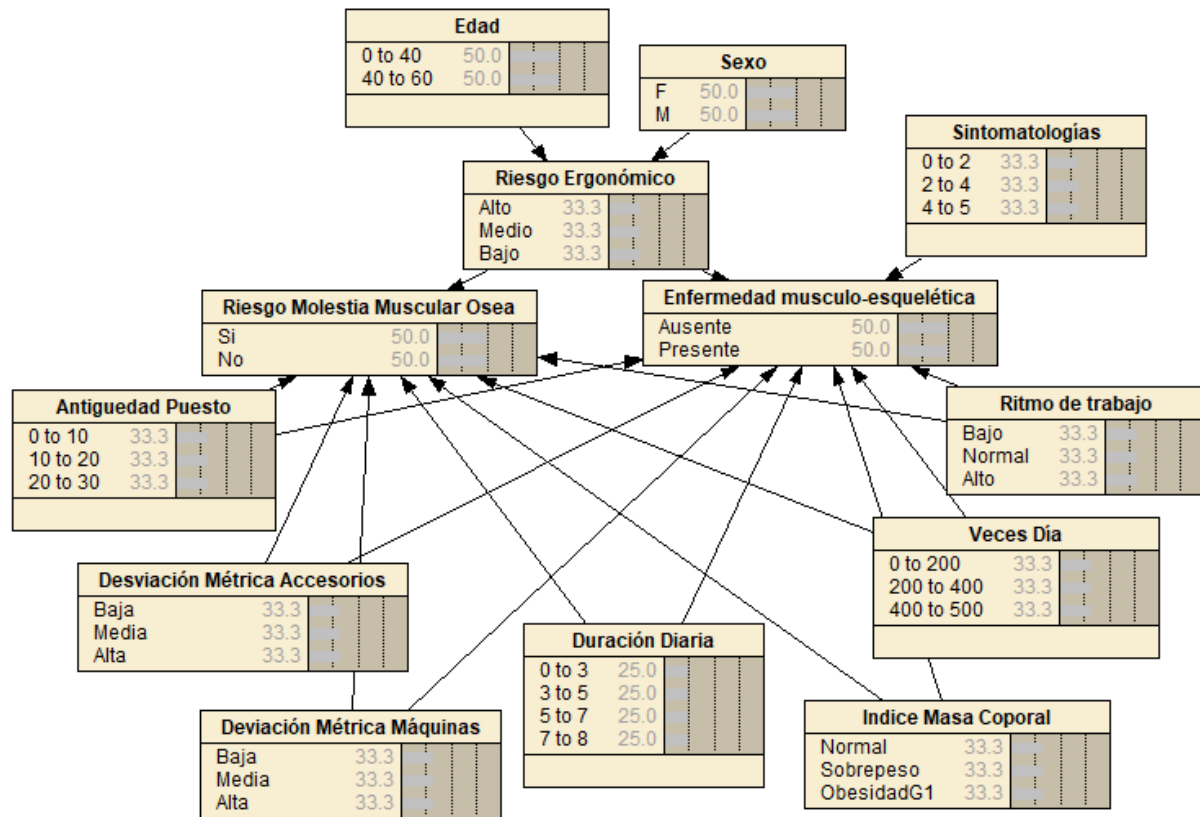 Edad
0 to 40 50.0
40 to 60 50.0
Sexo
F 50.0
M 50.0
Sintomatologías
0 to 2 33.3
2 to 4 33.3
4 to 5 33.3
Riesgo Ergonómico
Alto 33.3
Medio 33.3
Bajo 33.3
Riesgo Molestia Muscular Osea
Si 50.0
No 50.0
Enfermedad musculo-esquelética
Ausente 50.0
Presente 50.0
Antiguedad Puesto
0 to 10 33.3
10 to 20 33.3
20 to 30 33.3
Ritmo de trabajo
Bajo 33.3
Normal 33.3
Alto 33.3
Veces Día
0 to 200 33.3
200 to 400 33.3
400 to 500 33.3
Desviación Métrica Accesorios
Baja 33.3
Media 33.3
Alta 33.3
Duración Diaria
0 to 3 25.0
3 to 5 25.0
5 to 7 25.0
7 to 8 25.0
Deviación Métrica Máquinas
Baja 33.3
Media 33.3
Alta 33.3
Indice Masa Coporal
Normal 33.3
Sobrepeso 33.3
ObesidadG1 33.3